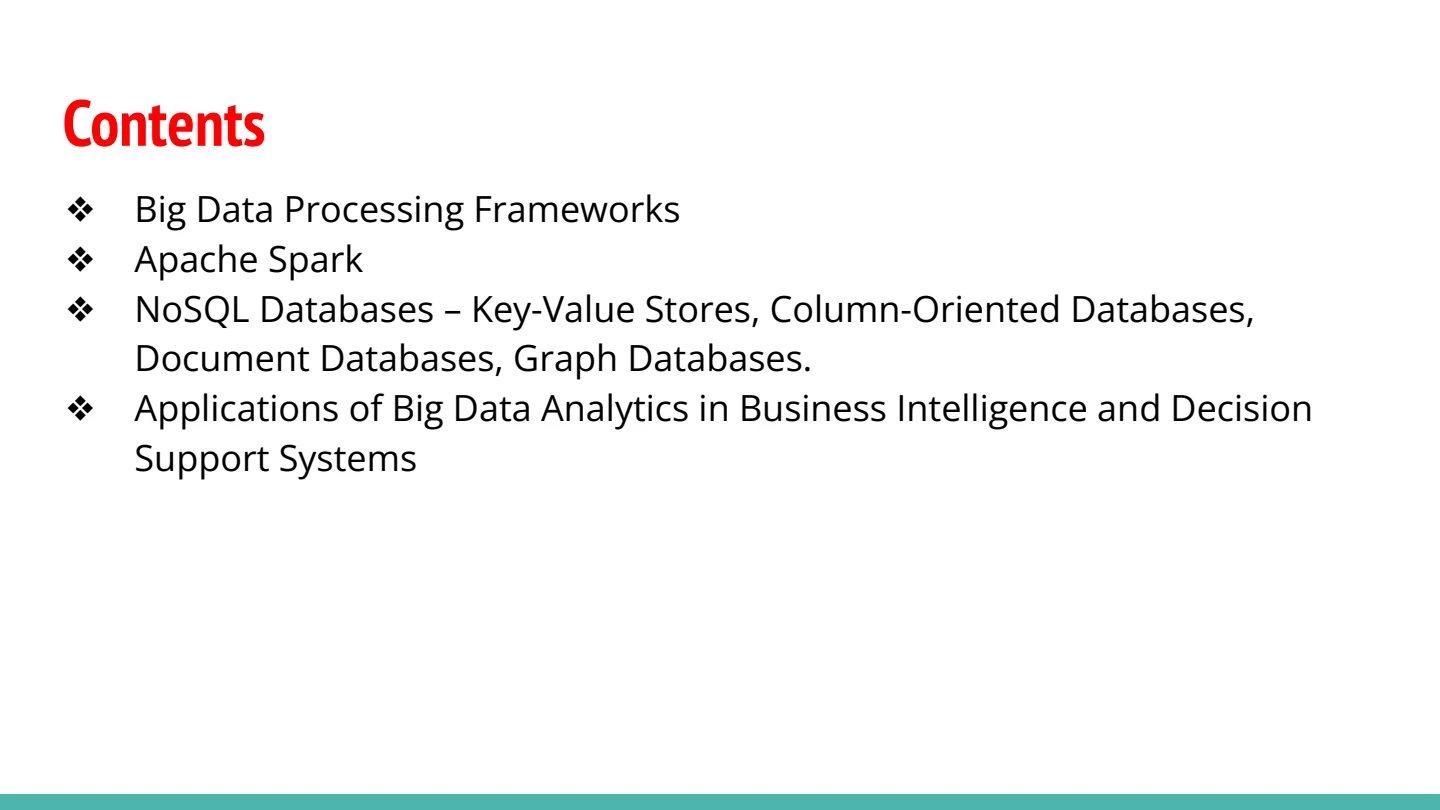 Contents
❖ Big Data Processing Frameworks
❖ Apache Spark
❖ NoSQL Databases – Key-Value Stores, Column-Oriented Databases,
Document Databases, Graph Databases.
❖ Applications of Big Data Analytics in Business Intelligence and Decision
Support Systems